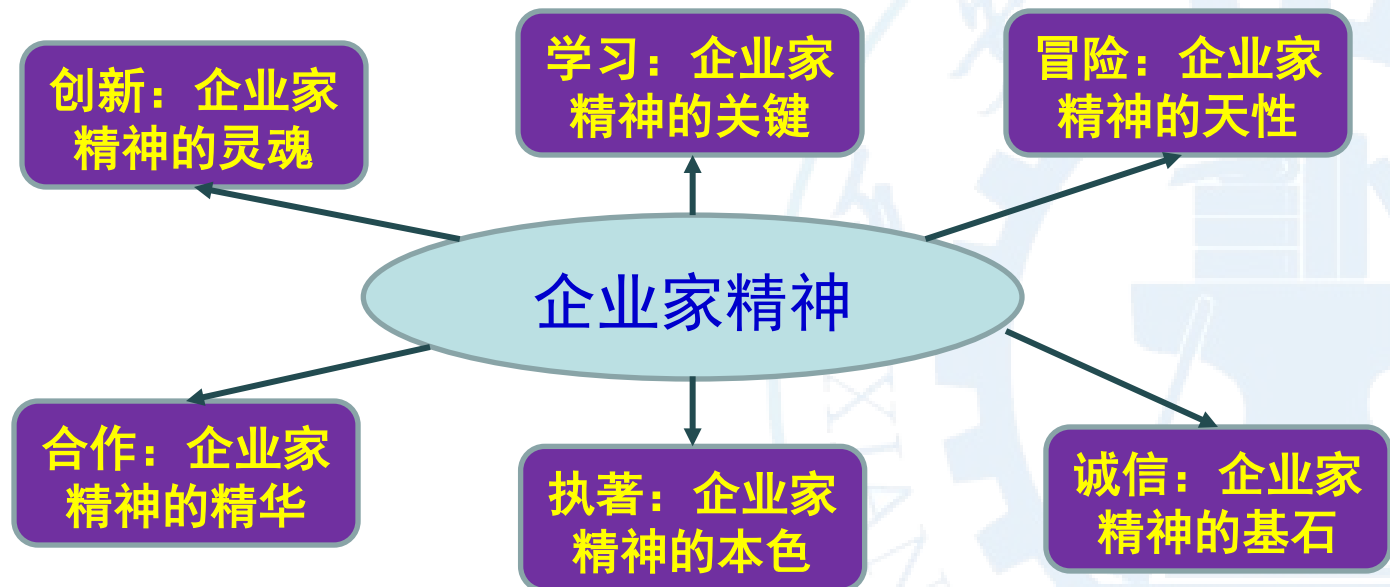 创新：企业家
精神的灵魂
学习：企业家
精神的关键
冒险：企业家
精神的天性
企业家精神
合作：企业家
精神的精华
执著：企业家
精神的本色
诚信：企业家
精神的基石